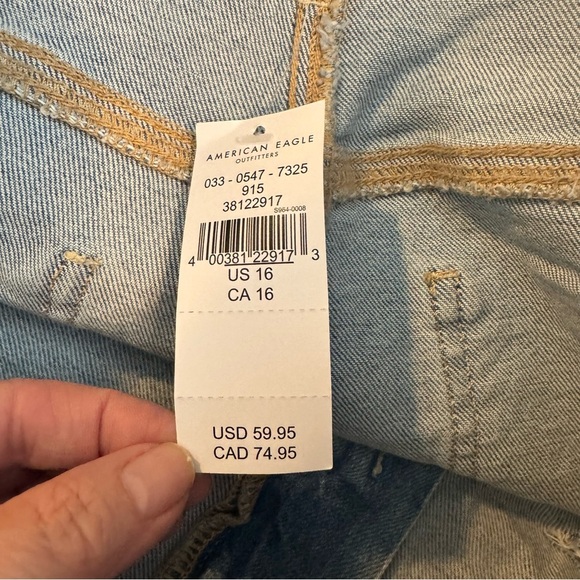 AMERICAN EAGLE
OUTFITTERS
033 - 0547 - 7325
915
38122917
S964-0008
4 00381 22917 3
US 16
CA 16
USD 59.95
CAD 74.95